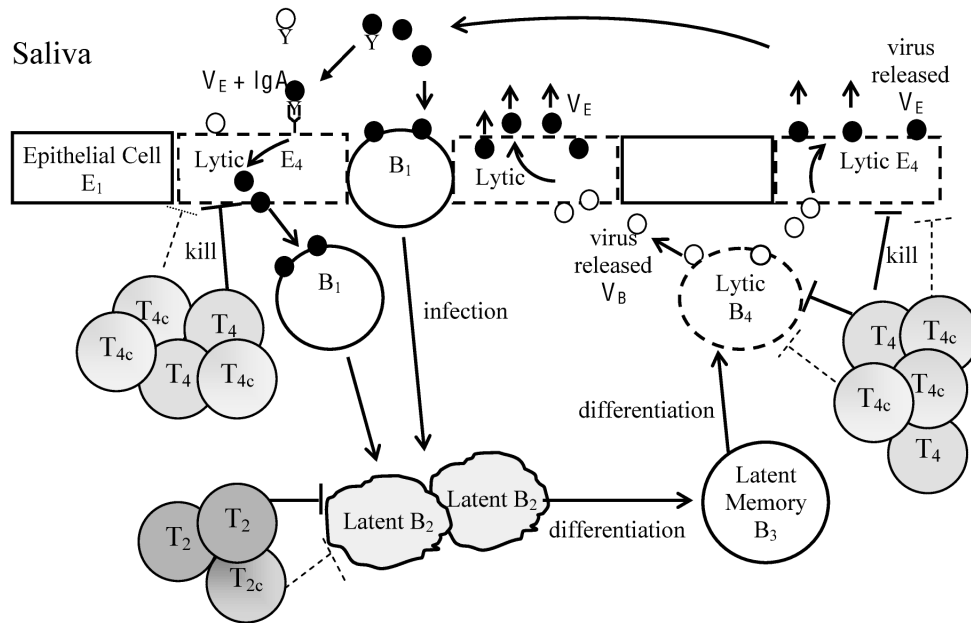 Saliva
Y
Y
V_E + IgA
Y
virus
released
V_E
V_E
Epithelial Cell
E_1
Lytic
E_4
B_1
Lytic
Lytic E_4
kill
B_1
infection
virus
released
V_B
Lytic
B_4
kill
T_4c
T_4
T_4c
T_4
T_4c
T_4
T_4c
T_4c
T_4c
T_4
differentiation
Latent B_2
Latent B_2
differentiation
Latent
Memory
B_3
T_2
T_2
T_2c